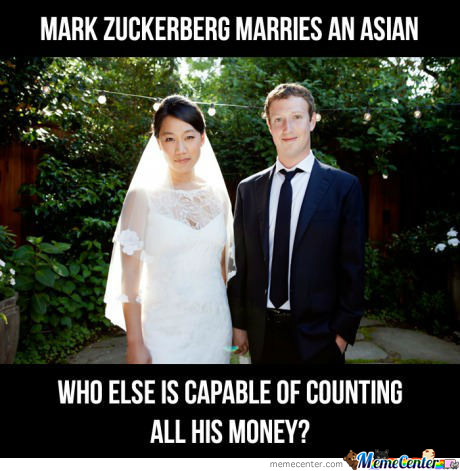 MARK ZUCKERBERG MARRIES AN ASIAN
WHO ELSE IS CAPABLE OF COUNTING
ALL HIS MONEY?
memecenter.com MemeCenter